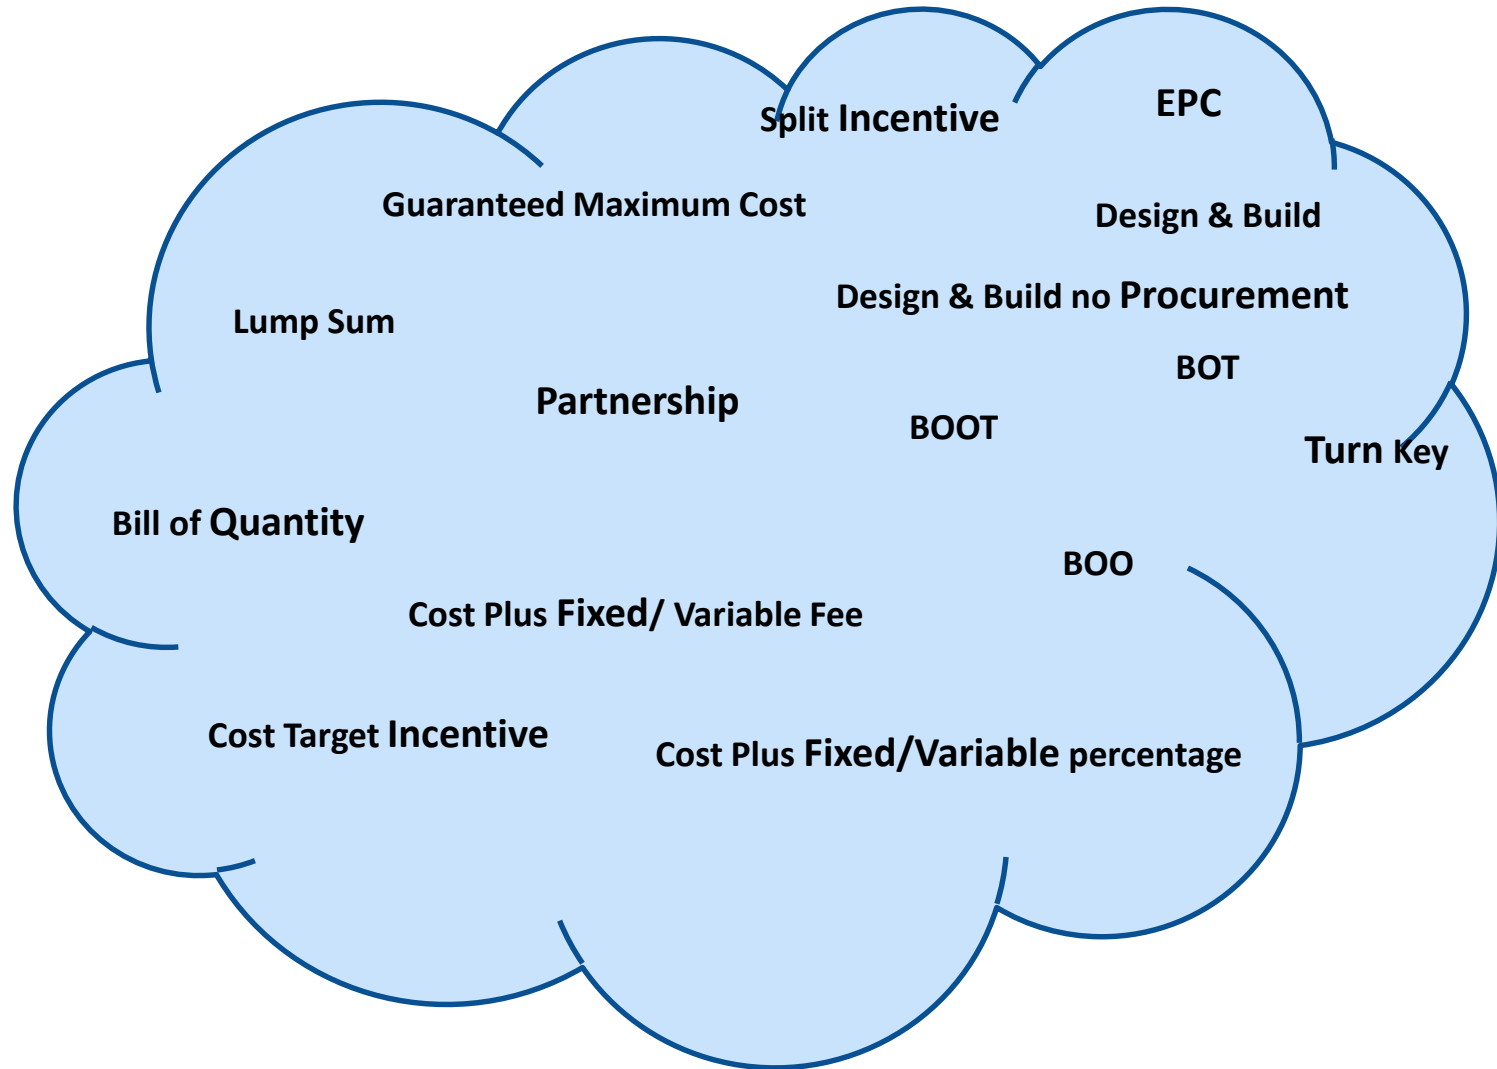 Split Incentive
EPC
Guaranteed Maximum Cost
Design & Build
Design & Build no Procurement
Lump Sum
BOT
Partnership
BOOT
Turn Key
Bill of Quantity
BOO
Cost Plus Fixed/ Variable Fee
Cost Target Incentive
Cost Plus Fixed/Variable percentage